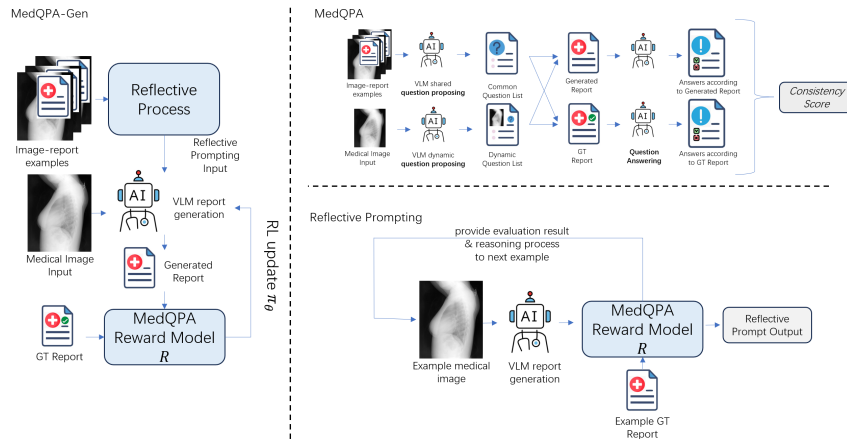 MedQPA-Gen
Reflective
Process
Image-report
examples
Reflective
Prompting
Input
AI
VLM report
generation
Medical Image
Input
Generated
Report
RL update π_θ
GT Report
MedQPA
Reward Model
R
MedQPA
Image-report
examples
AI
VLM shared
question proposing
?
Common
Question List
Generated
Report
AI
Answers according
to Generated Report
Consistency
Score
Medical Image
Input
AI
VLM dynamic
question proposing
?
Dynamic
Question List
GT
Report
AI
Question
Answering
Answers according
to GT Report
Reflective Prompting
provide evaluation result
& reasoning process
to next example
Example medical
image
AI
VLM report
generation
MedQPA
Reward Model
R
Reflective
Prompt Output
Example GT
Report